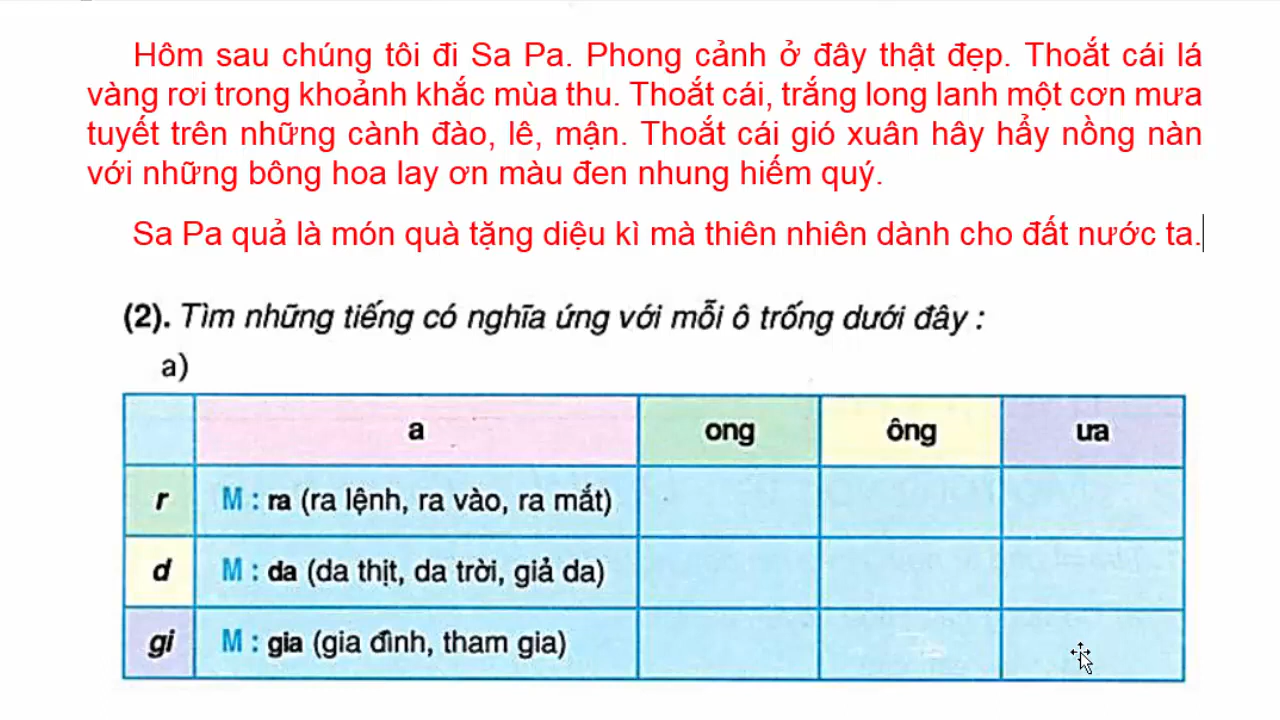 Hôm sau chúng tôi đi Sa Pa. Phong cảnh ở đây thật đẹp. Thoắt cái lá
vàng rơi trong khoảnh khắc mùa thu. Thoắt cái, trắng long lanh một cơn mưa
tuyết trên những cành đào, lê, mận. Thoắt cái gió xuân hây hẩy nồng nàn
với những bông hoa lay ơn màu đen nhung hiếm quý.
Sa Pa quả là món quà tặng diệu kì mà thiên nhiên dành cho đất nước ta.
(2). Tìm những tiếng có nghĩa ứng với mỗi ô trống dưới đây :
a)
a ong ông ưa
r M : ra (ra lệnh, ra vào, ra mắt)
d M : da (da thịt, da trời, giả da)
gi M : gia (gia đình, tham gia)